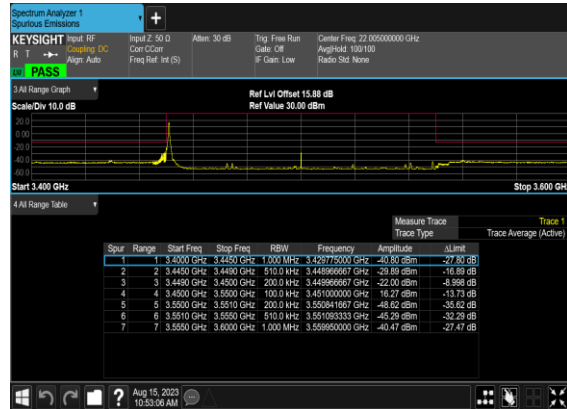 Spectrum Analyzer 1
Spurious Emissions
+
KEYSIGHT Input: RF Input Z: 50 Ω Atten: 30 dB Trig: Free Run Center Freq: 22.005000000 GHz
R T Coupling: DC Corr CCorr Gate: Off Avg|Hold: 100/100
Align: Auto Freq Ref: Int (S) IF Gain: Low Radio Std: None
PASS
3 All Range Graph Ref Lvl Offset 15.88 dB
Scale/Div 10.0 dB Ref Value 30.00 dBm
20.0
0.00
-20.0
-40.0
-60.0
Start 3.400 GHz Stop 3.600 GHz
4 All Range Table
Measure Trace Trace 1
Trace Type Trace Average (Active)
Spur Range Start Freq Stop Freq RBW Frequency Amplitude ΔLimit
1 1 3.4000 GHz 3.4450 GHz 1.000 MHz 3.429775000 GHz -40.80 dBm -27.80 dB
2 2 3.4450 GHz 3.4490 GHz 510.0 kHz 3.448966667 GHz -29.89 dBm -16.89 dB
3 3 3.4490 GHz 3.4500 GHz 200.0 kHz 3.449966667 GHz -22.00 dBm -8.998 dB
4 4 3.4500 GHz 3.5500 GHz 100.0 kHz 3.451000000 GHz 16.27 dBm -13.73 dB
5 5 3.5500 GHz 3.5510 GHz 200.0 kHz 3.550841667 GHz -48.62 dBm -35.62 dB
6 6 3.5510 GHz 3.5550 GHz 510.0 kHz 3.551093333 GHz -45.29 dBm -32.29 dB
7 7 3.5550 GHz 3.6000 GHz 1.000 MHz 3.559950000 GHz -40.47 dBm -27.47 dB
? Aug 15, 2023
10:53:06 AM